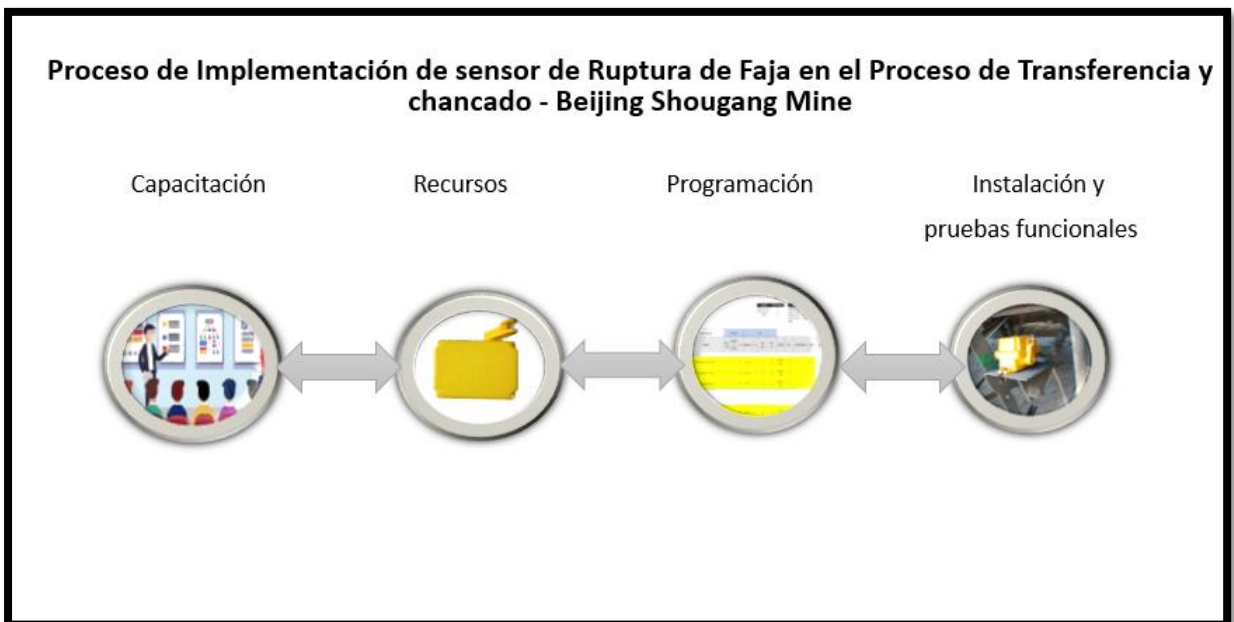 Proceso de Implementación de sensor de Ruptura de Faja en el Proceso de Transferencia y
chancado - Beijing Shougang Mine
Capacitación
Recursos
Programación
Instalación y
pruebas funcionales